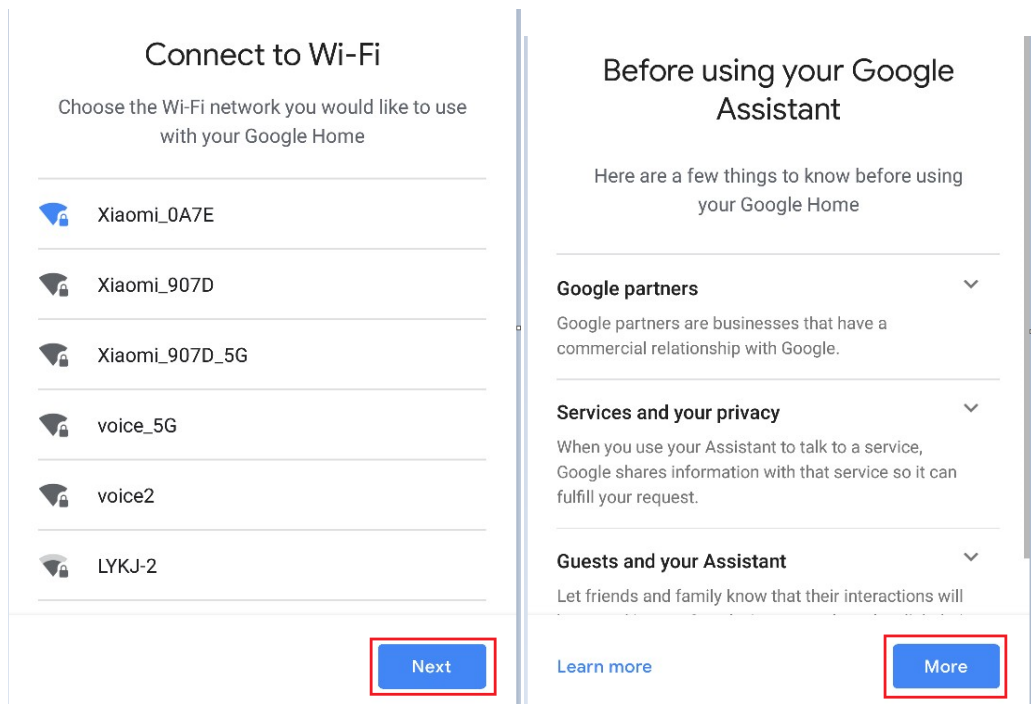 Connect to Wi-Fi
Choose the Wi-Fi network you would like to use
with your Google Home
Xiaomi_0A7E
Xiaomi_907D
Xiaomi_907D_5G
voice_5G
voice2
LYKJ-2
Next
Before using your Google
Assistant
Here are a few things to know before using
your Google Home
Google partners
Google partners are businesses that have a
commercial relationship with Google.
Services and your privacy
When you use your Assistant to talk to a service,
Google shares information with that service so it can
fulfill your request.
Guests and your Assistant
Let friends and family know that their interactions will
Learn more
More